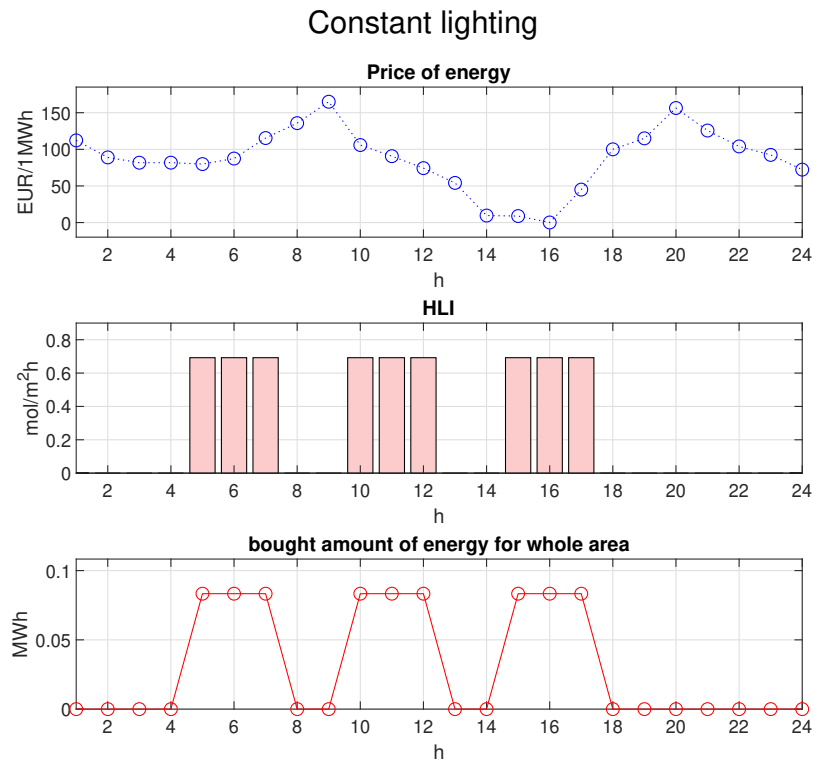 Constant lighting
Price of energy
EUR/1MWh
150
100
50
0
2 4 6 8 10 12 14 16 18 20 22 24
h
HLI
mol/m²h
0.8
0.6
0.4
0.2
0
2 4 6 8 10 12 14 16 18 20 22 24
h
bought amount of energy for whole area
MWh
0.1
0.05
0
2 4 6 8 10 12 14 16 18 20 22 24
h